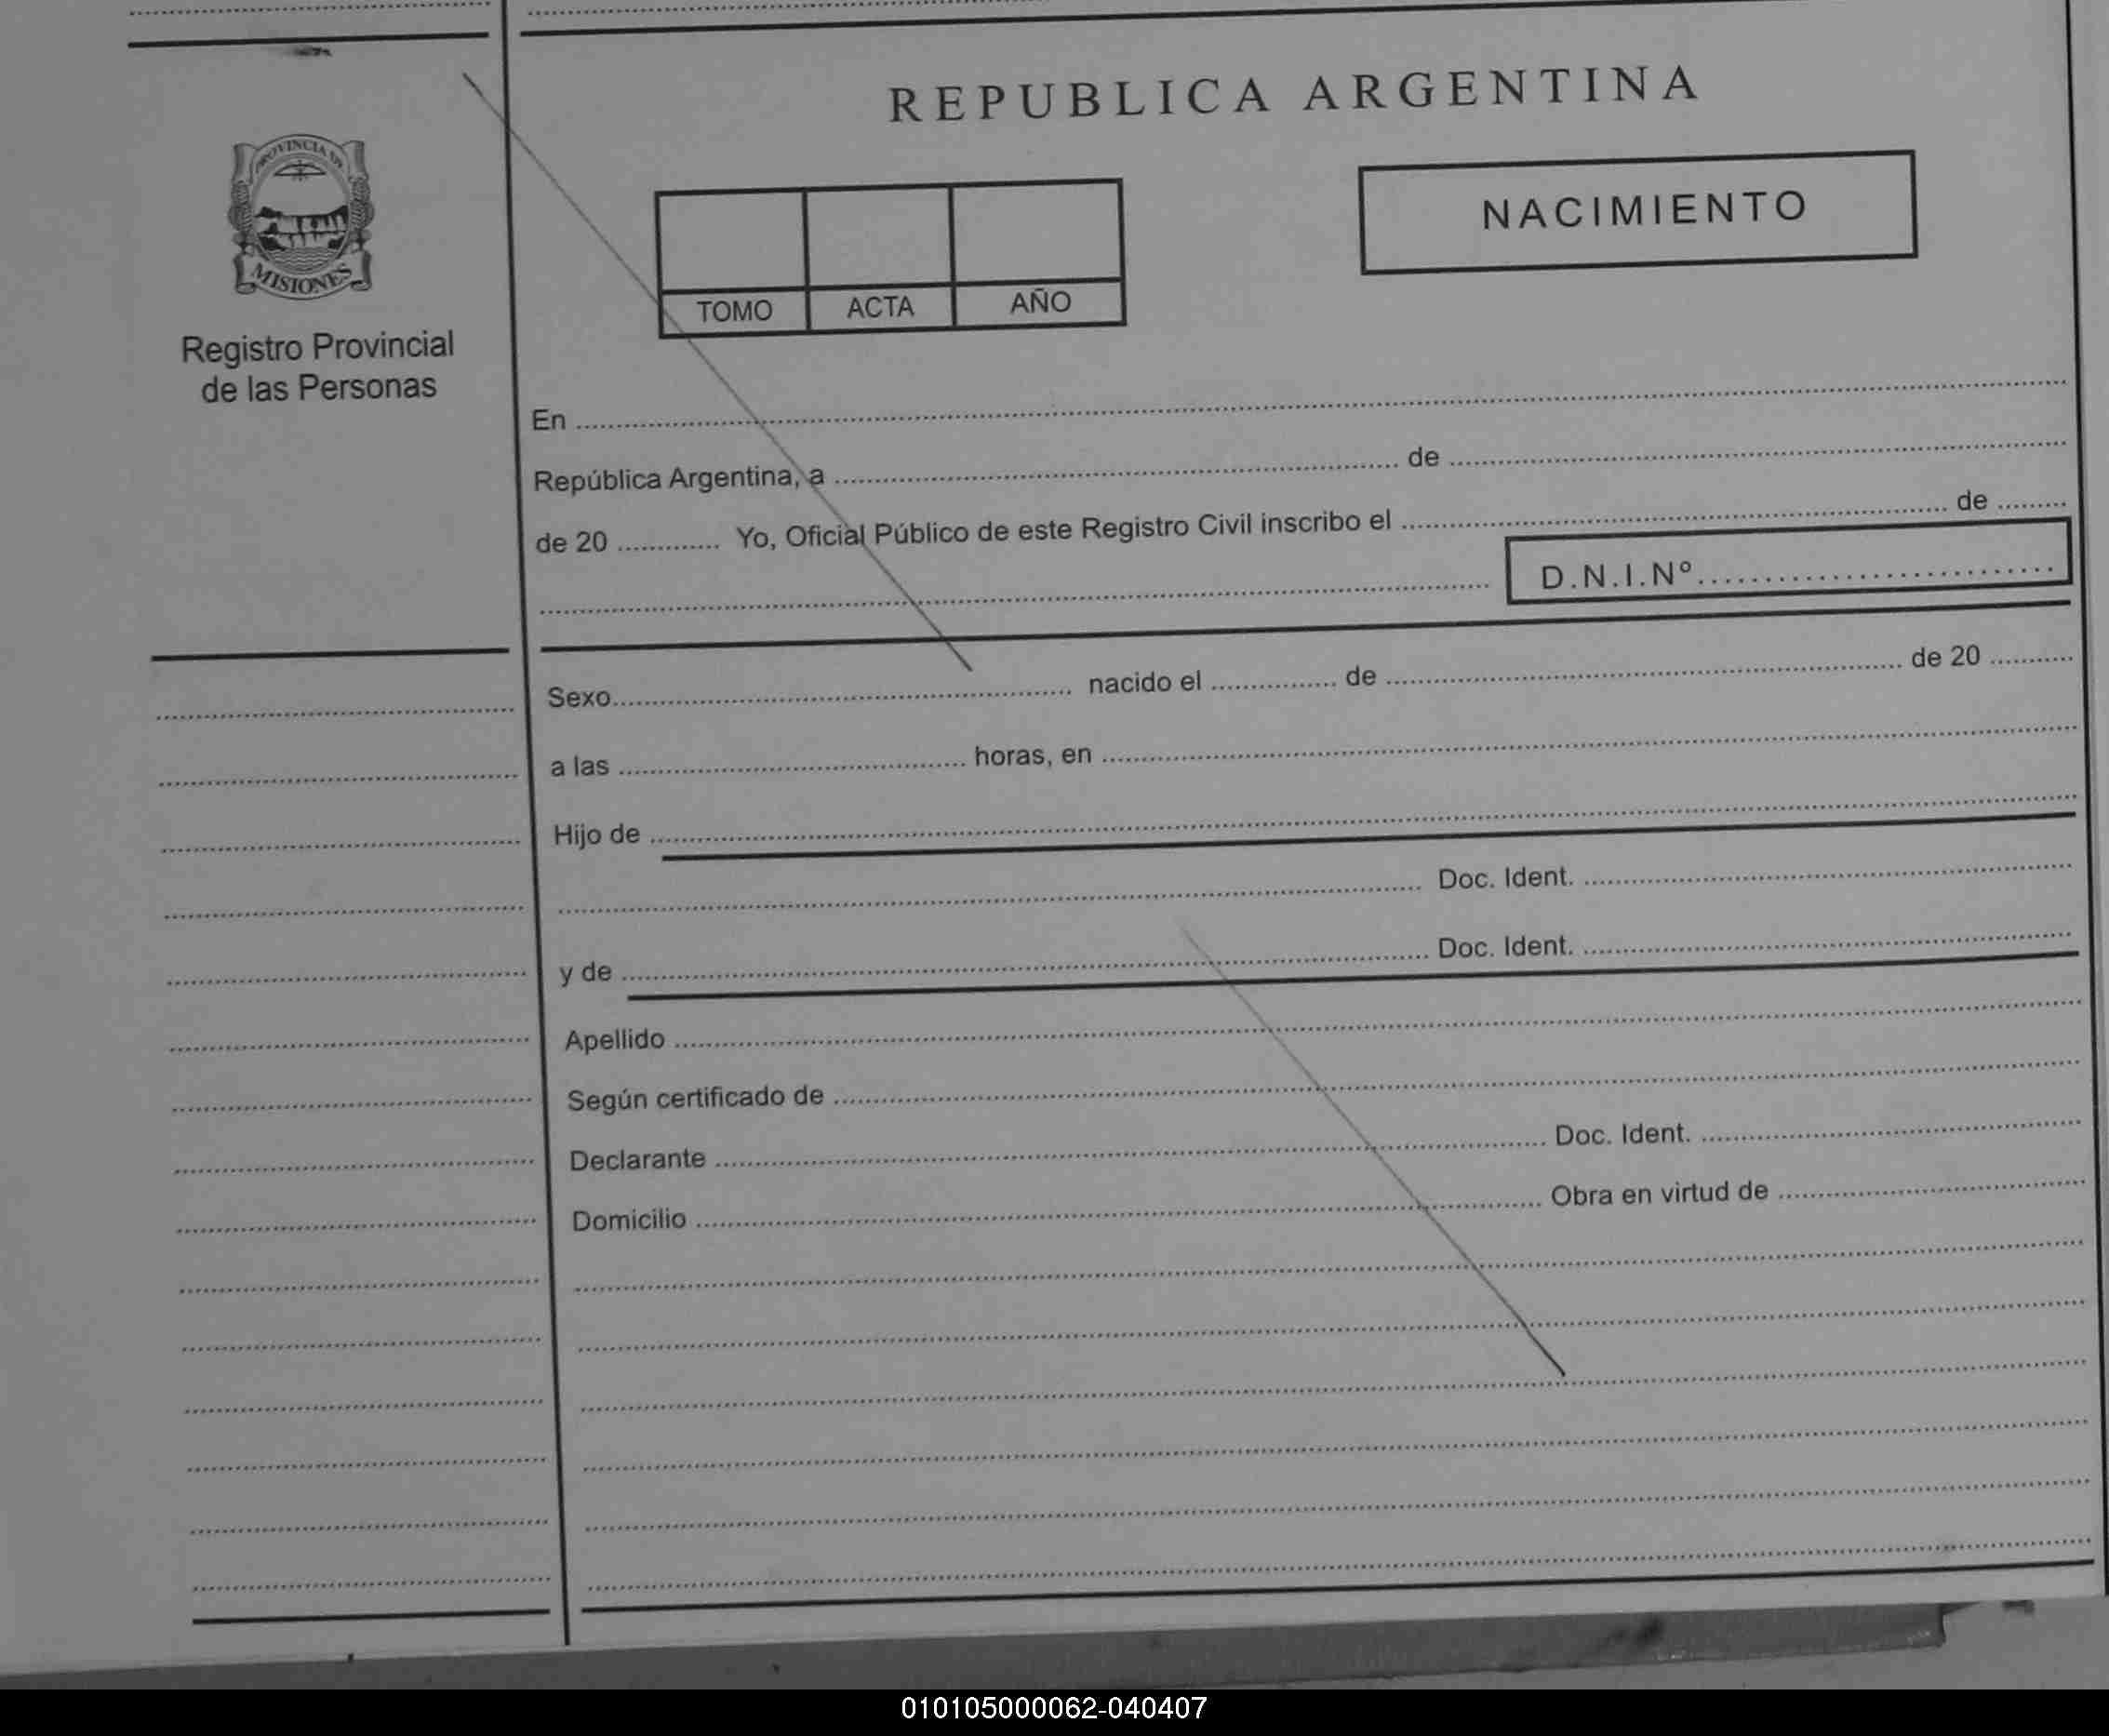 REPUBLICA ARGENTINA
PROVINCIA DE
MISIONES
Registro Provincial
de las Personas
NACIMIENTO
TOMO ACTA AÑO
En ........................................
República Argentina, a ........................................ de ........................................
de 20 ............. Yo, Oficial Público de este Registro Civil inscribo el ........................................ de .........
........................................ D.N.I.Nº...........................
Sexo........................................ nacido el ................ de ........................................ de 20 ...........
a las ........................................ horas, en ........................................
Hijo de ........................................
........................................ Doc. Ident. ........................................
y de ........................................ Doc. Ident. ........................................
Apellido ........................................
Según certificado de ........................................
Declarante ........................................ Doc. Ident. ........................................
Domicilio ........................................ Obra en virtud de ........................................
010105000062-040407